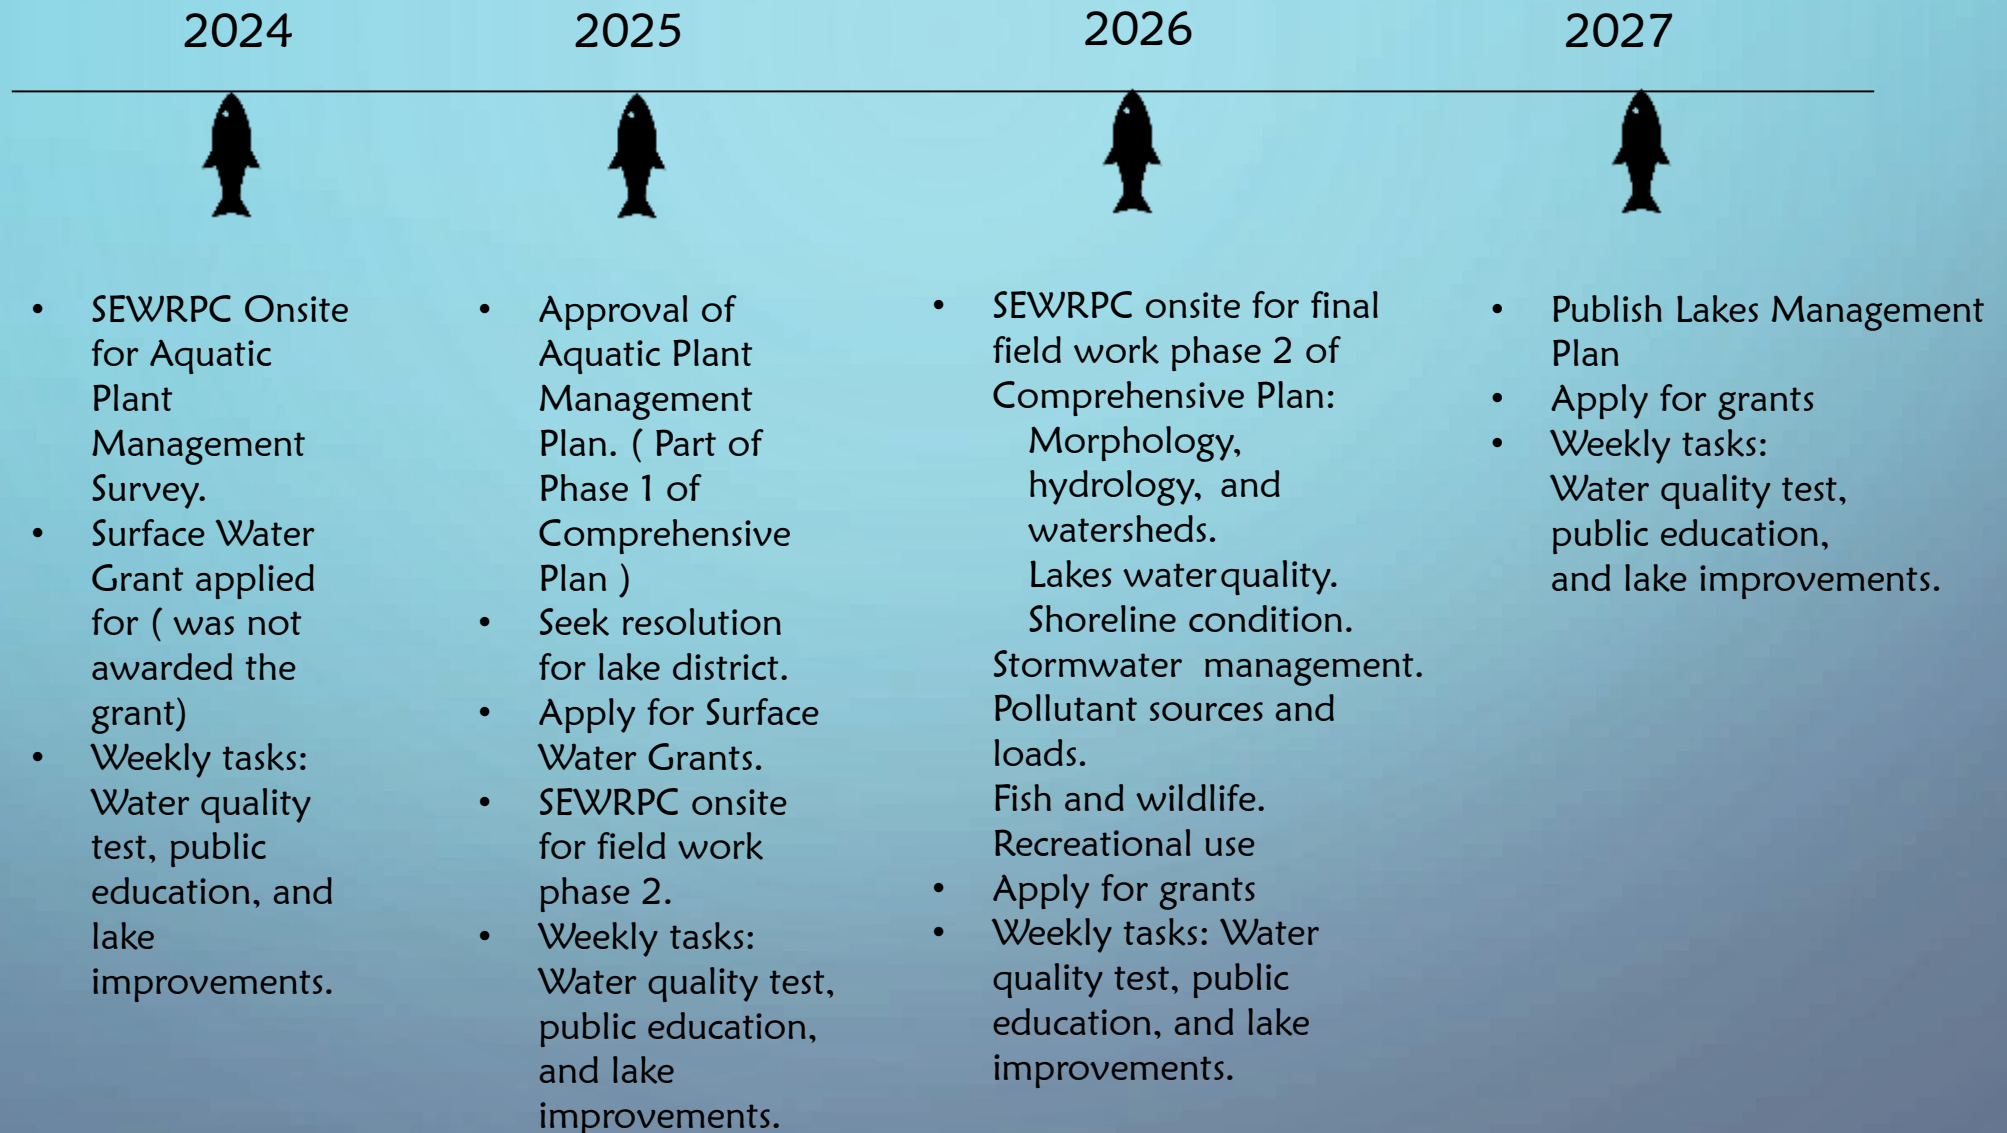 2024
2025
2026
2027
• SEWRPC Onsite
for Aquatic
Plant
Management
Survey.
• Surface Water
Grant applied
for ( was not
awarded the
grant)
• Weekly tasks:
Water quality
test, public
education, and
lake
improvements.
• Approval of
Aquatic Plant
Management
Plan. ( Part of
Phase 1 of
Comprehensive
Plan )
• Seek resolution
for lake district.
• Apply for Surface
Water Grants.
• SEWRPC onsite
for field work
phase 2.
• Weekly tasks:
Water quality test,
public education,
and lake
improvements.
• SEWRPC onsite for final
field work phase 2 of
Comprehensive Plan:
Morphology,
hydrology, and
watersheds.
Lakes waterquality.
Shoreline condition.
Stormwater management.
Pollutant sources and
loads.
Fish and wildlife.
Recreational use
• Apply for grants
• Weekly tasks: Water
quality test, public
education, and lake
improvements.
• Publish Lakes Management
Plan
• Apply for grants
• Weekly tasks:
Water quality test,
public education,
and lake improvements.